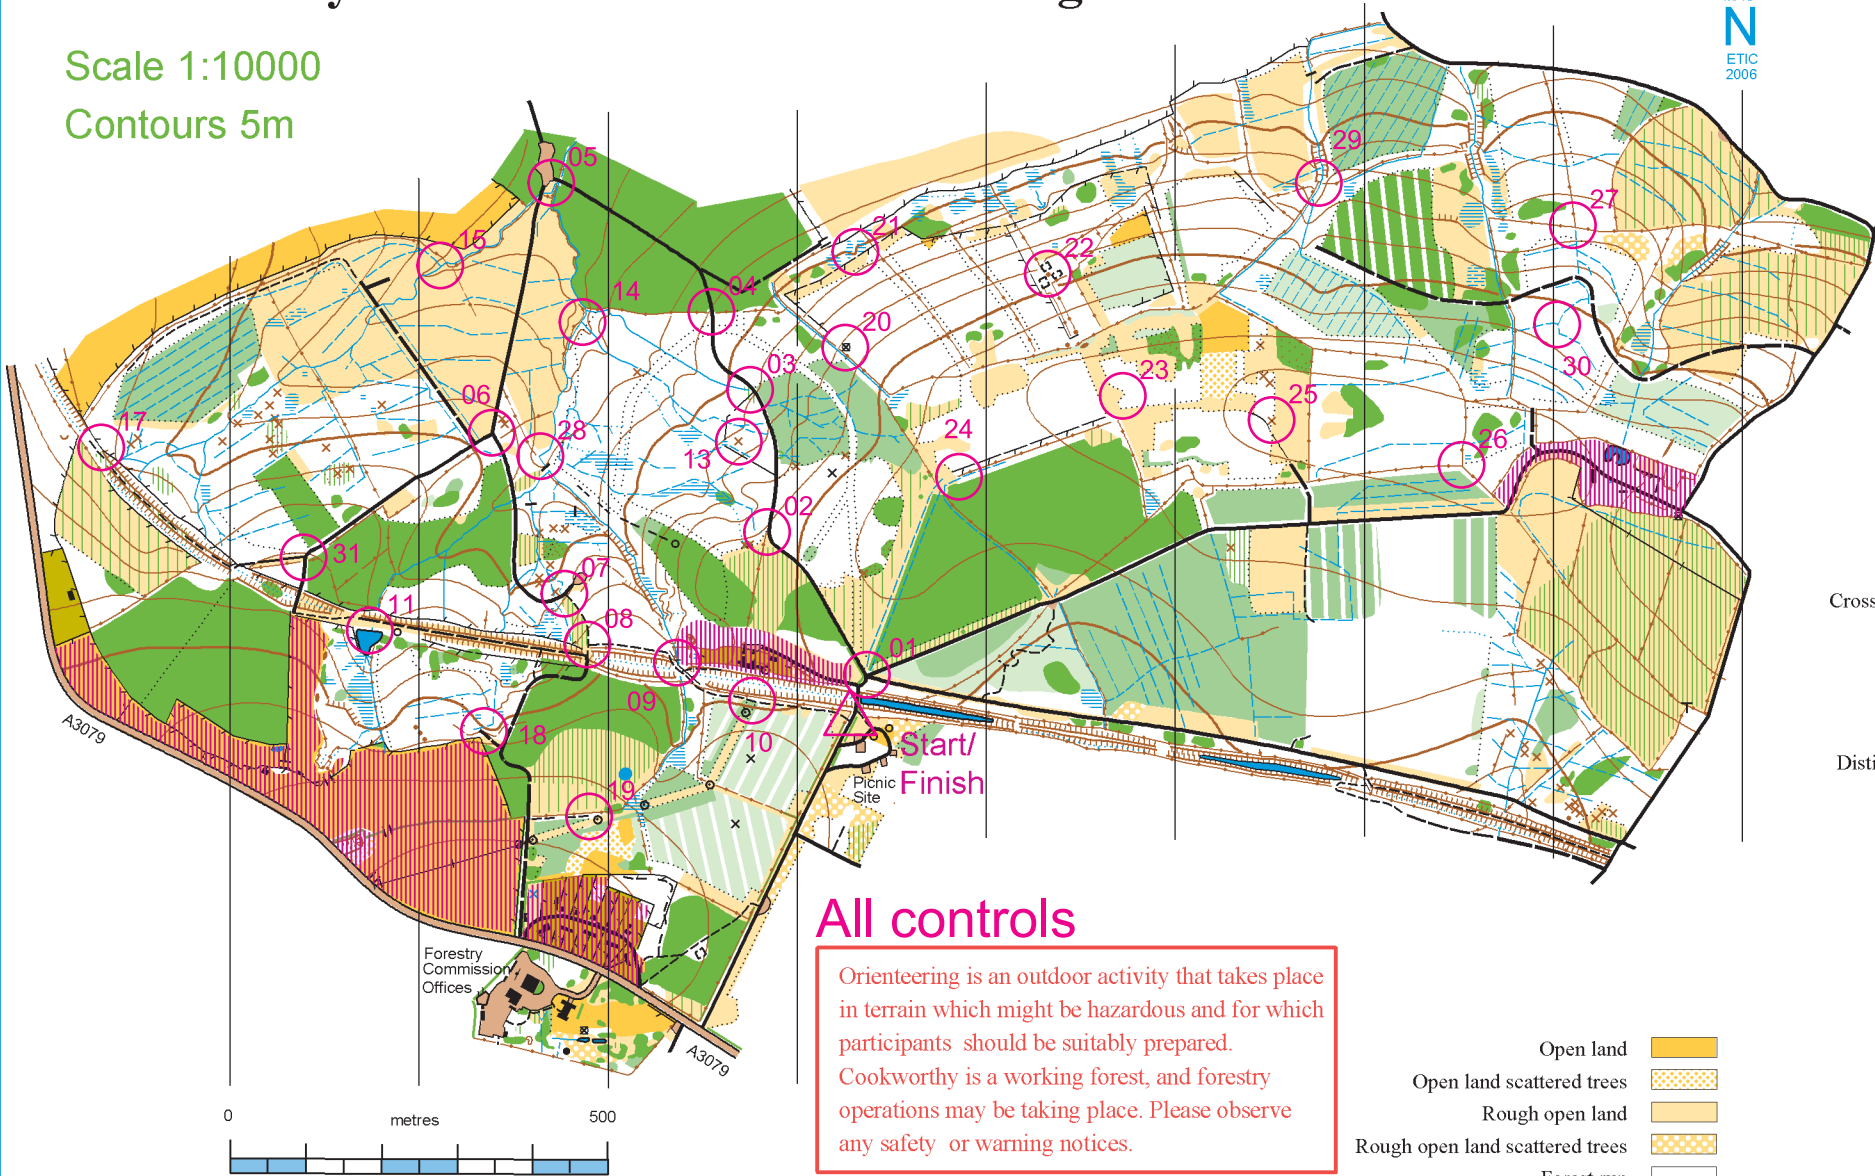 Scale 1:10000
Contours 5m
N
ETIC
2006
05
29
15
27
21
22
14
04
20
30
03
23
06
25
17
28
24
13
26
02
31
07
11
08
01
09
18
10
Start/
Finish
Picnic
Site
19
A3079
All controls
Forestry
Commission
Offices
A3079
Orienteering is an outdoor activity that takes place
in terrain which might be hazardous and for which
participants should be suitably prepared.
Cookworthy is a working forest, and forestry
operations may be taking place. Please observe
any safety or warning notices.
0
metres
500
Cross
Disti
Open land
Open land scattered trees
Rough open land
Rough open land scattered trees